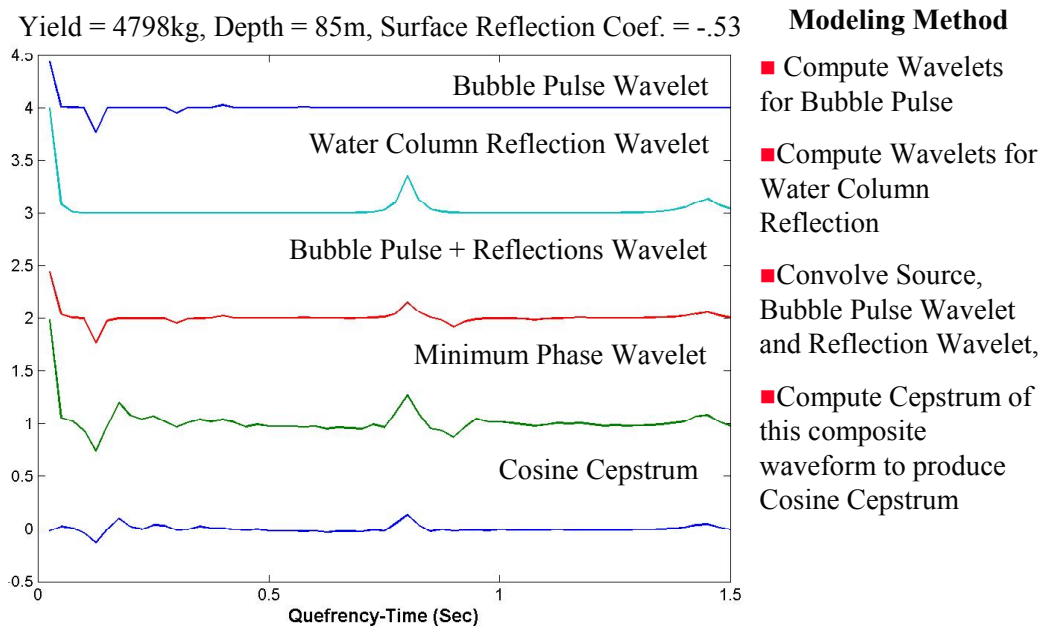 Yield = 4798kg, Depth = 85m, Surface Reflection Coef. = -.53
4.5
4
3.5
3
2.5
2
1.5
1
0.5
0
-0.5
Bubble Pulse Wavelet
Water Column Reflection Wavelet
Bubble Pulse + Reflections Wavelet
Minimum Phase Wavelet
Cosine Cepstrum
0
0.5
1
1.5
Quefrency-Time (Sec)
Modeling Method
■ Compute Wavelets
for Bubble Pulse
■Compute Wavelets for
Water Column
Reflection
■Convolve Source,
Bubble Pulse Wavelet
and Reflection Wavelet,
■Compute Cepstrum of
this composite
waveform to produce
Cosine Cepstrum